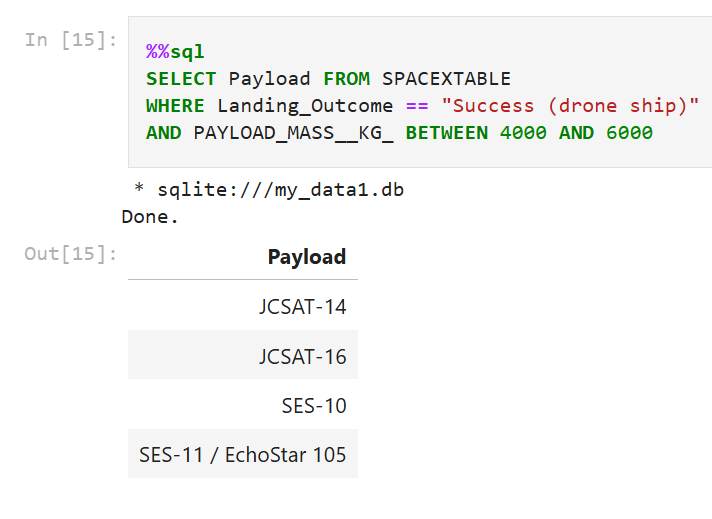 In [15]:
%%sql
SELECT Payload FROM SPACEXTABLE
WHERE Landing_Outcome == "Success (drone ship)"
AND PAYLOAD_MASS__KG_ BETWEEN 4000 AND 6000
* sqlite:///my_data1.db
Done.
Out[15]:
Payload
JCSAT-14
JCSAT-16
SES-10
SES-11 / EchoStar 105